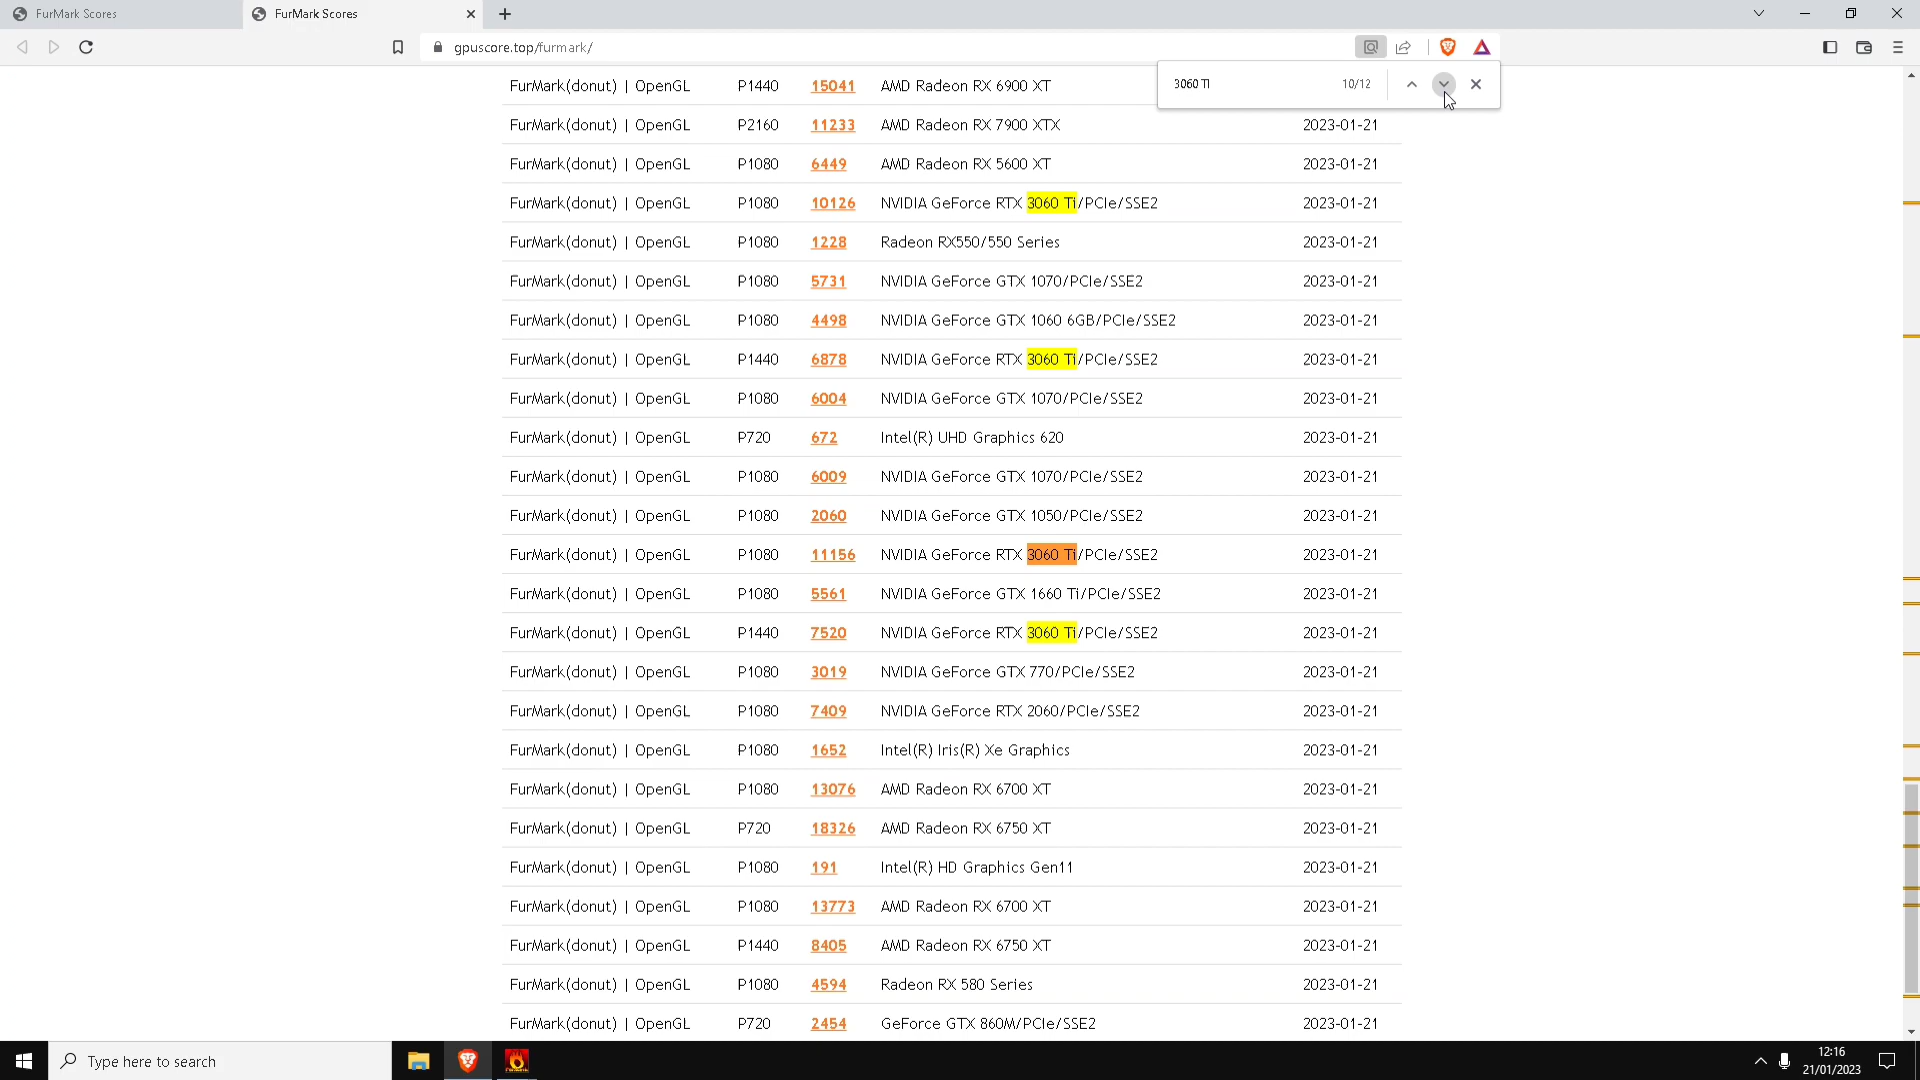 FurMark Scores
FurMark Scores
gpuscore.top/furmark/
3060 TI 10/12
FurMark(donut) | OpenGL P1440 15041 AMD Radeon RX 6900 XT
FurMark(donut) | OpenGL P2160 11233 AMD Radeon RX 7900 XTX 2023-01-21
FurMark(donut) | OpenGL P1080 6449 AMD Radeon RX 5600 XT 2023-01-21
FurMark(donut) | OpenGL P1080 10126 NVIDIA GeForce RTX 3060 Ti/PCIe/SSE2 2023-01-21
FurMark(donut) | OpenGL P1080 1228 Radeon RX550/550 Series 2023-01-21
FurMark(donut) | OpenGL P1080 5731 NVIDIA GeForce GTX 1070/PCIe/SSE2 2023-01-21
FurMark(donut) | OpenGL P1080 4498 NVIDIA GeForce GTX 1060 6GB/PCIe/SSE2 2023-01-21
FurMark(donut) | OpenGL P1440 6878 NVIDIA GeForce RTX 3060 Ti/PCIe/SSE2 2023-01-21
FurMark(donut) | OpenGL P1080 6004 NVIDIA GeForce GTX 1070/PCIe/SSE2 2023-01-21
FurMark(donut) | OpenGL P720 672 Intel(R) UHD Graphics 620 2023-01-21
FurMark(donut) | OpenGL P1080 6009 NVIDIA GeForce GTX 1070/PCIe/SSE2 2023-01-21
FurMark(donut) | OpenGL P1080 2060 NVIDIA GeForce GTX 1050/PCIe/SSE2 2023-01-21
FurMark(donut) | OpenGL P1080 11156 NVIDIA GeForce RTX 3060 Ti/PCIe/SSE2 2023-01-21
FurMark(donut) | OpenGL P1080 5561 NVIDIA GeForce GTX 1660 Ti/PCIe/SSE2 2023-01-21
FurMark(donut) | OpenGL P1440 7520 NVIDIA GeForce RTX 3060 Ti/PCIe/SSE2 2023-01-21
FurMark(donut) | OpenGL P1080 3019 NVIDIA GeForce GTX 770/PCIe/SSE2 2023-01-21
FurMark(donut) | OpenGL P1080 7409 NVIDIA GeForce RTX 2060/PCIe/SSE2 2023-01-21
FurMark(donut) | OpenGL P1080 1652 Intel(R) Iris(R) Xe Graphics 2023-01-21
FurMark(donut) | OpenGL P1080 13076 AMD Radeon RX 6700 XT 2023-01-21
FurMark(donut) | OpenGL P720 18326 AMD Radeon RX 6750 XT 2023-01-21
FurMark(donut) | OpenGL P1080 191 Intel(R) HD Graphics Gen11 2023-01-21
FurMark(donut) | OpenGL P1080 13773 AMD Radeon RX 6700 XT 2023-01-21
FurMark(donut) | OpenGL P1440 8405 AMD Radeon RX 6750 XT 2023-01-21
FurMark(donut) | OpenGL P1080 4594 Radeon RX 580 Series 2023-01-21
FurMark(donut) | OpenGL P720 2454 GeForce GTX 860M/PCIe/SSE2 2023-01-21
Type here to search
12:16
21/01/2023